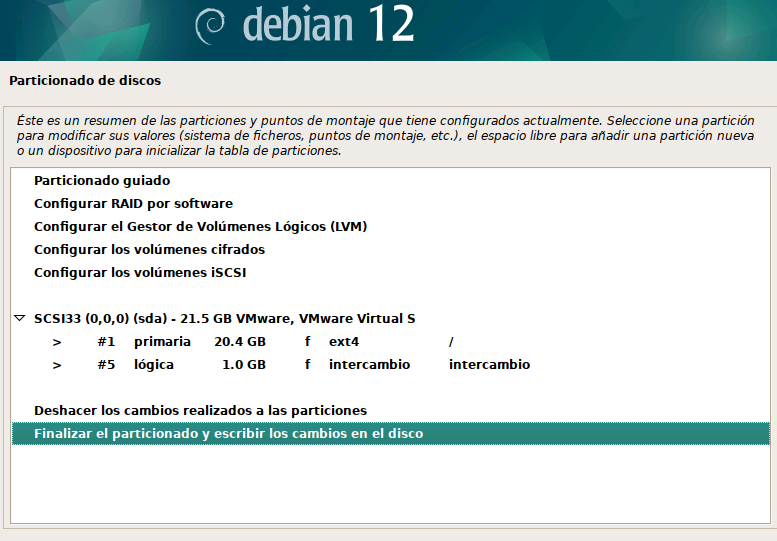 debian 12
Particionado de discos
Éste es un resumen de las particiones y puntos de montaje que tiene configurados actualmente. Seleccione una partición
para modificar sus valores (sistema de ficheros, puntos de montaje, etc.), el espacio libre para añadir una partición nueva
o un dispositivo para inicializar la tabla de particiones.
Particionado guiado
Configurar RAID por software
Configurar el Gestor de Volúmenes Lógicos (LVM)
Configurar los volúmenes cifrados
Configurar los volúmenes iSCSI
SCSI33 (0,0,0) (sda) - 21.5 GB VMware, VMware Virtual S
> #1 primaria 20.4 GB f ext4 /
> #5 lógica 1.0 GB f intercambio intercambio
Deshacer los cambios realizados a las particiones
Finalizar el particionado y escribir los cambios en el disco